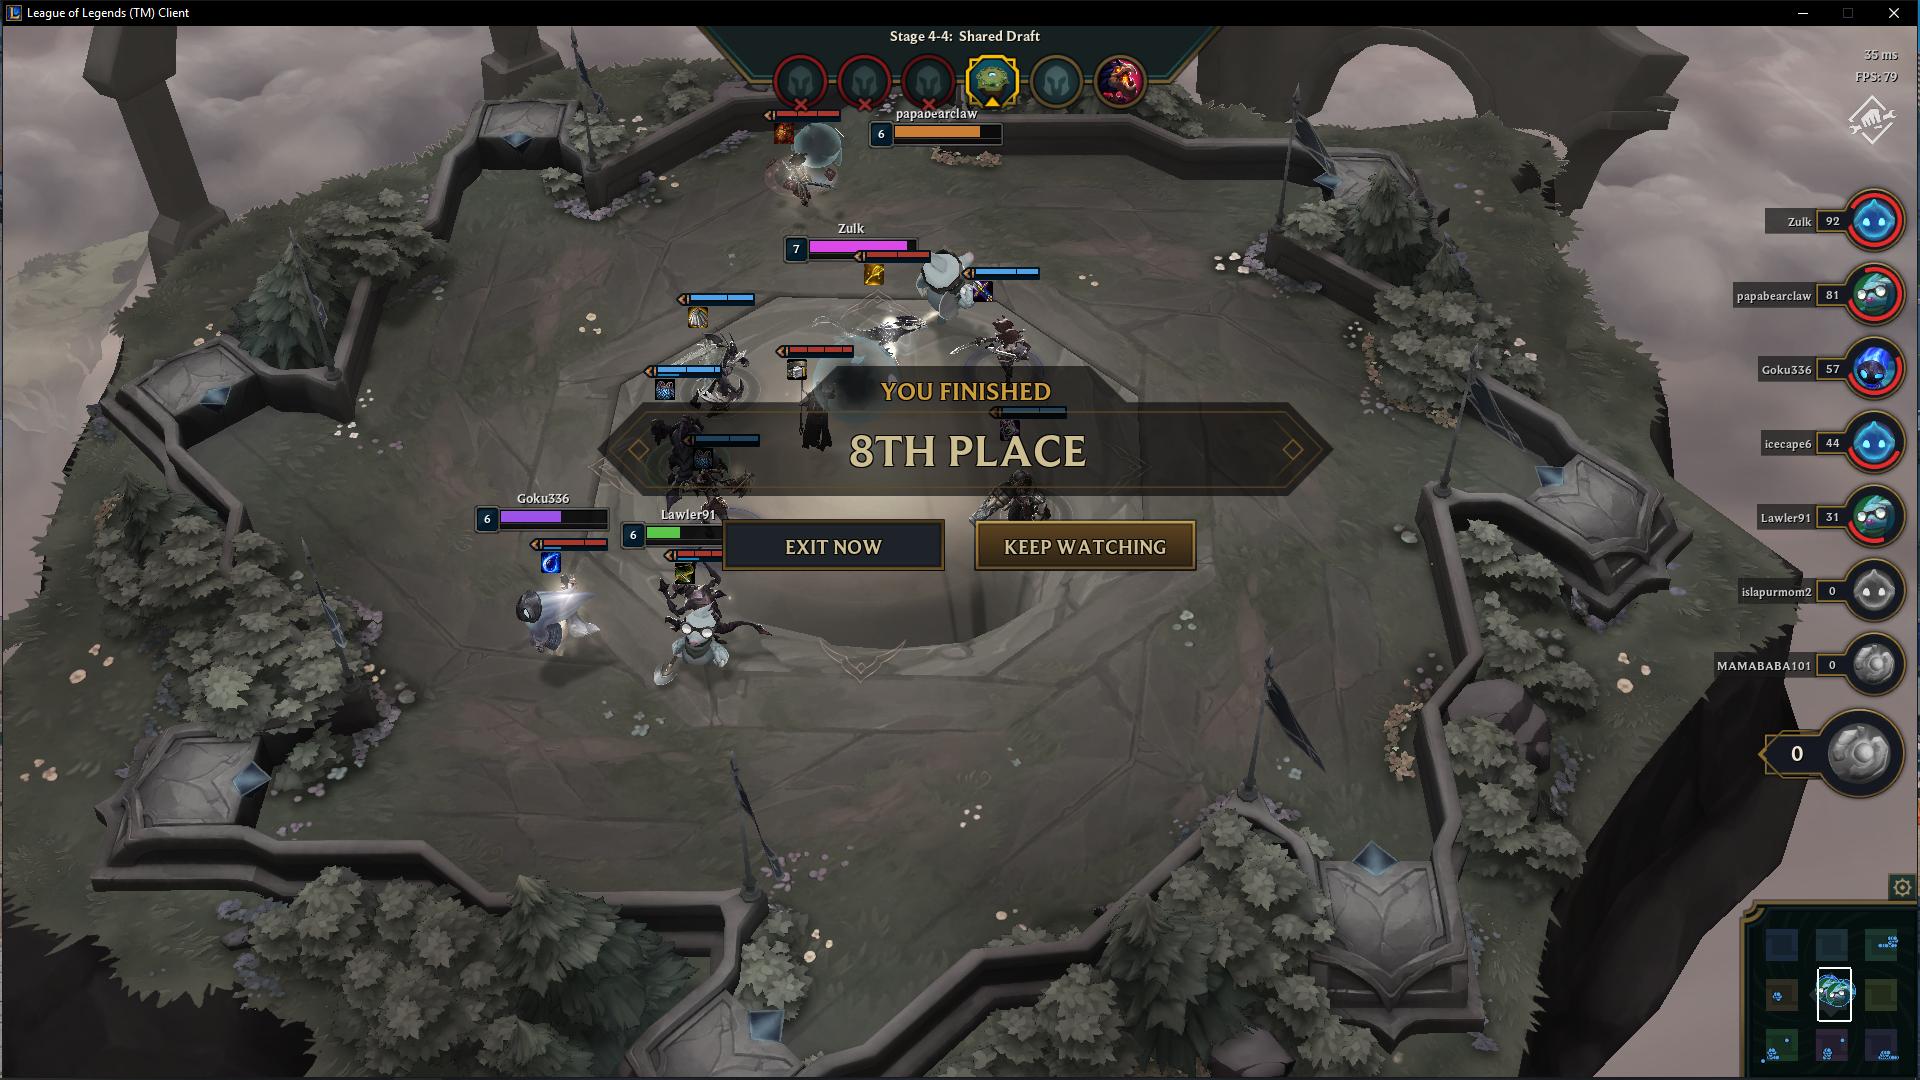 League of Legends (TM) Client
Stage 4-4: Shared Draft
35 ms
FPS: 79
papabearclaw
6
Zulk
7
Zulk 92
papabearclaw 81
Goku336 57
icecape6 44
Lawler91 31
islapurmom2 0
MAMABABA101 0
0
YOU FINISHED
8TH PLACE
Goku336
6
Lawler91
6
EXIT NOW
KEEP WATCHING